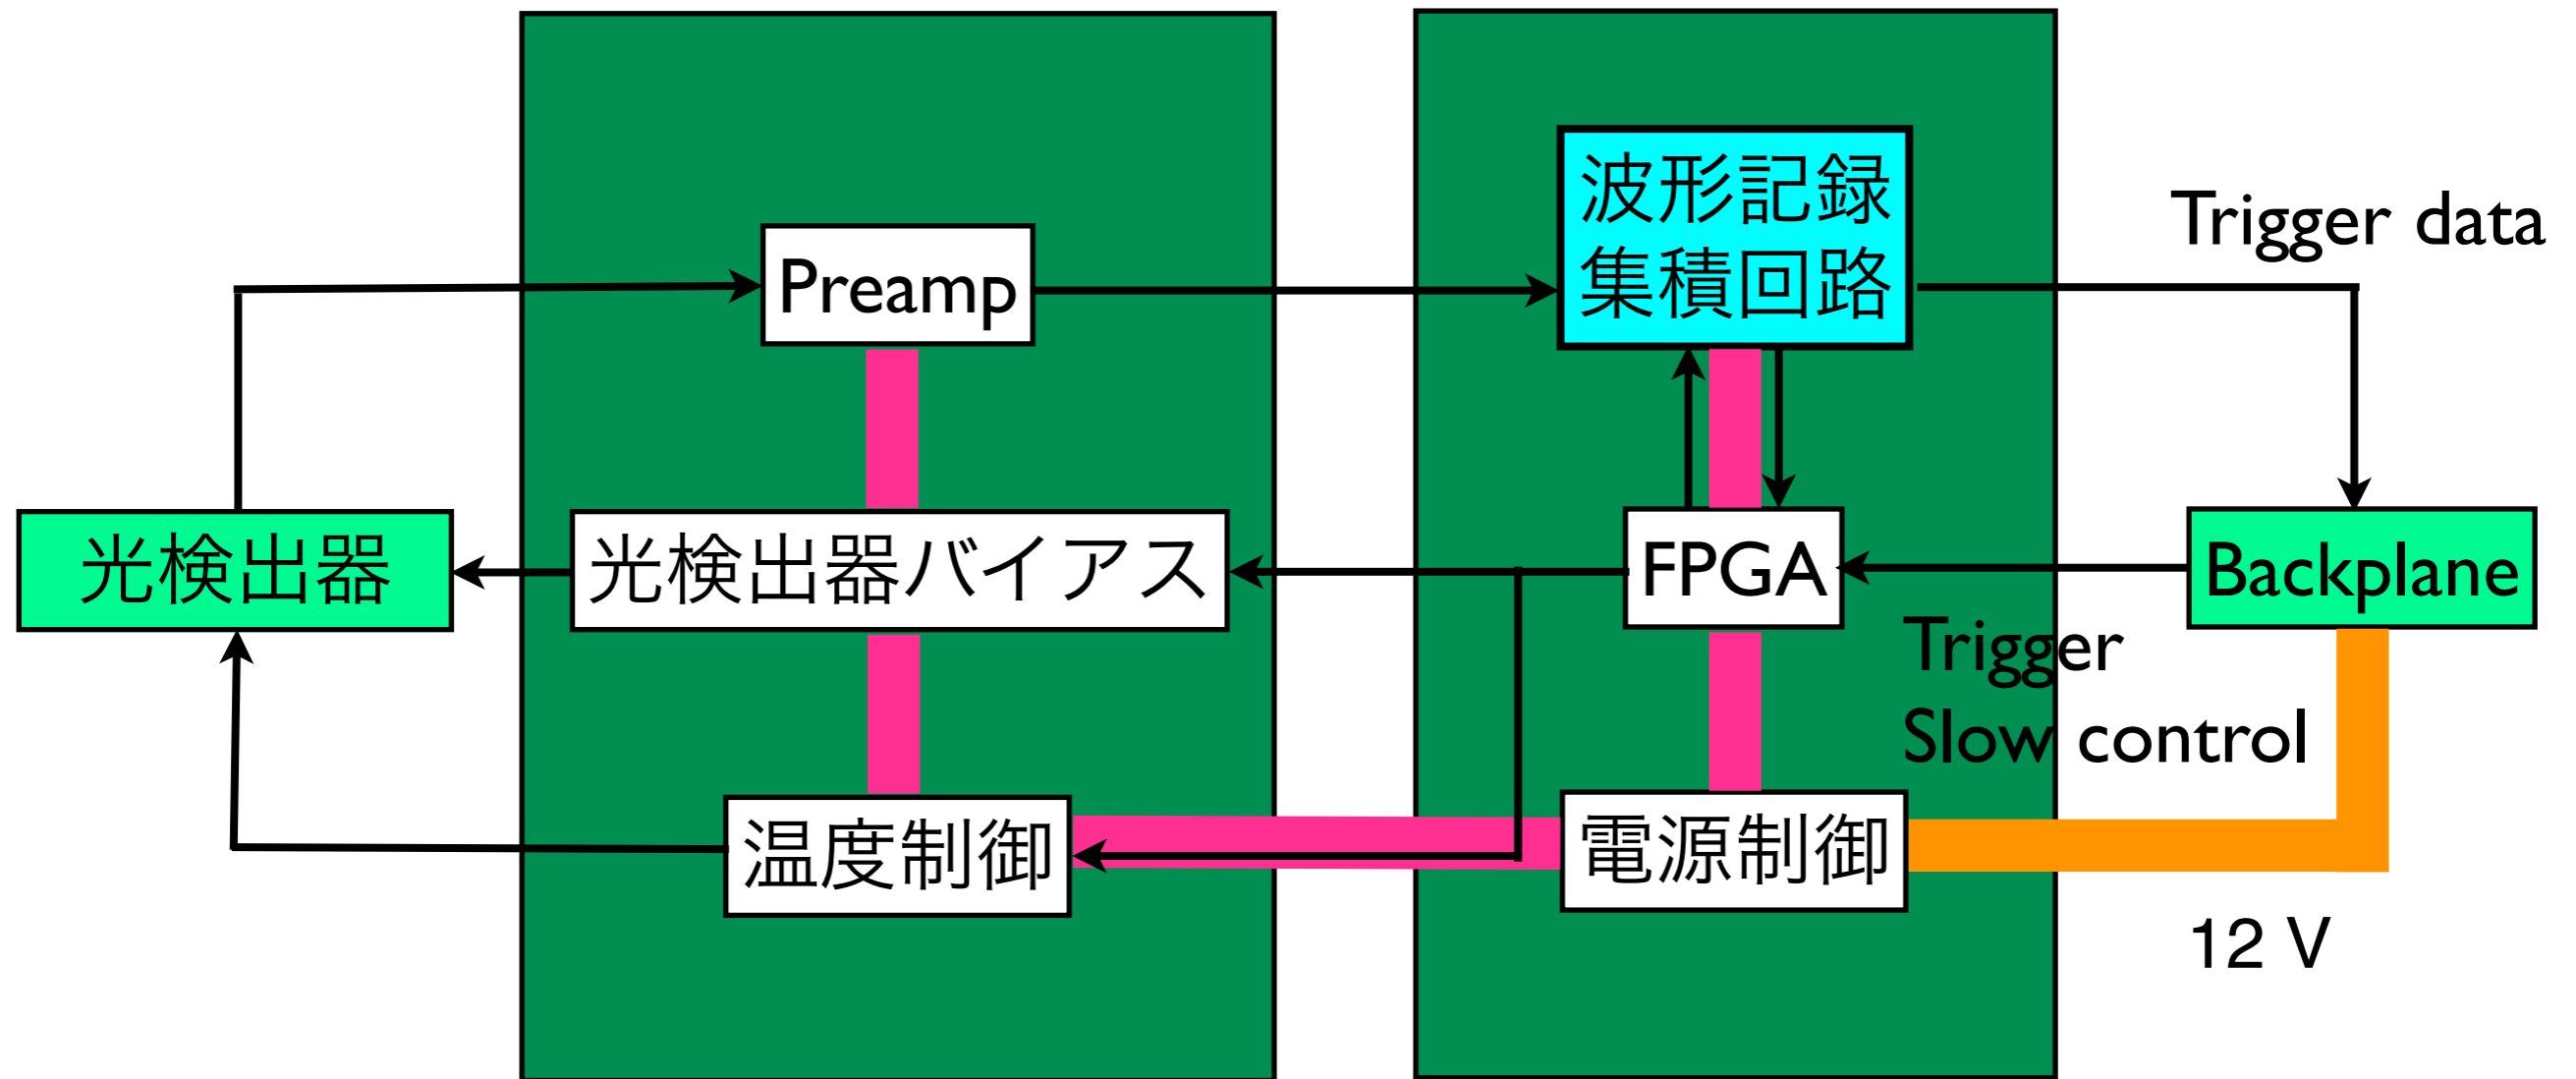 波形記録
集積回路
Trigger data
Preamp
光検出器
光検出器バイアス
FPGA
Backplane
Trigger
Slow control
温度制御
電源制御
12 V